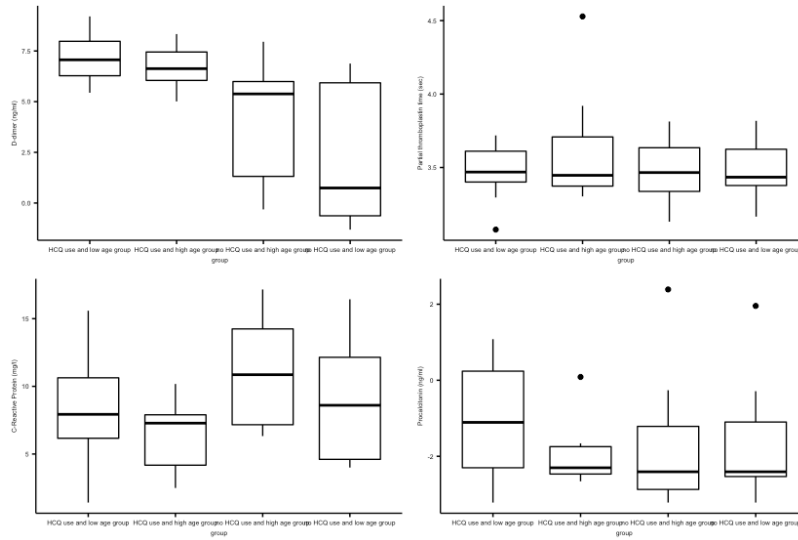 D-dimer (ng/ml)
7.5
5.0
2.5
0.0
HCQ use and low age group HCQ use and high age group no HCQ use and high age group no HCQ use and low age group
group
Partial thromboplastin time (sec)
4.5
4.0
3.5
HCQ use and low age group HCQ use and high age group no HCQ use and high age group no HCQ use and low age group
group
C-Reactive Protein (mg/l)
15
10
5
HCQ use and low age group HCQ use and high age group no HCQ use and high age group no HCQ use and low age group
group
Procalcitonin (ng/ml)
2
0
-2
HCQ use and low age group HCQ use and high age group no HCQ use and high age group no HCQ use and low age group
group